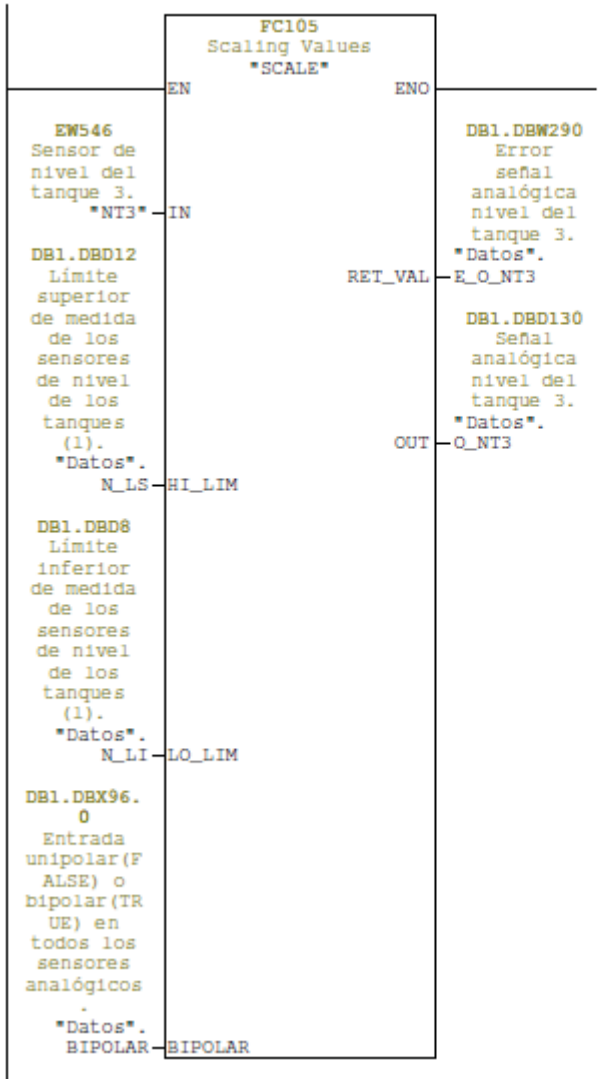 FC105
Scaling Values
"SCALE"
EN
ENO
EW546
Sensor de
nivel del
tanque 3.
"NT3"
IN
DB1.DBD12
Límite
superior
de medida
de los
sensores
de nivel
de los
tanques
(1).
"Datos".
N_LS
HI_LIM
DB1.DBD8
Límite
inferior
de medida
de los
sensores
de nivel
de los
tanques
(1).
"Datos".
N_LI
LO_LIM
DB1.DBX96.
0
Entrada
unipolar(F
ALSE) o
bipolar(TR
UE) en
todos los
sensores
analógicos
.
"Datos".
BIPOLAR
BIPOLAR
DB1.DBW290
Error
señal
analógica
nivel del
tanque 3.
"Datos".
RET_VAL
E_O_NT3
DB1.DBD130
Señal
analógica
nivel del
tanque 3.
"Datos".
OUT
O_NT3